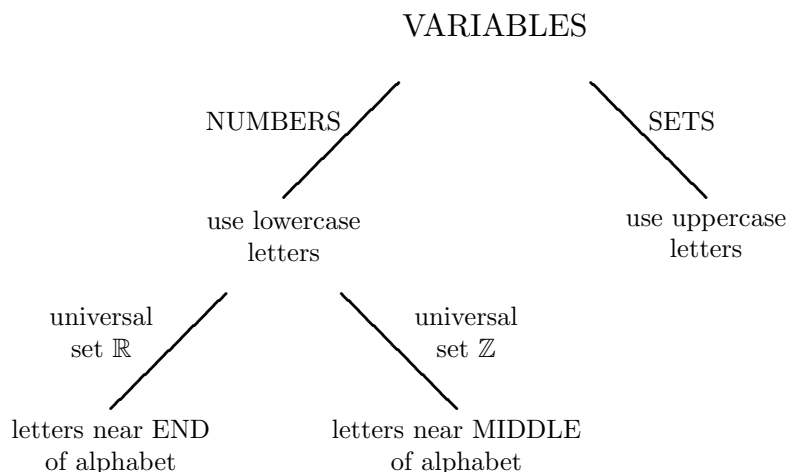 VARIABLES
NUMBERS
SETS
use lowercase
letters
use uppercase
letters
universal
set ℝ
universal
set ℤ
letters near END
of alphabet
letters near MIDDLE
of alphabet